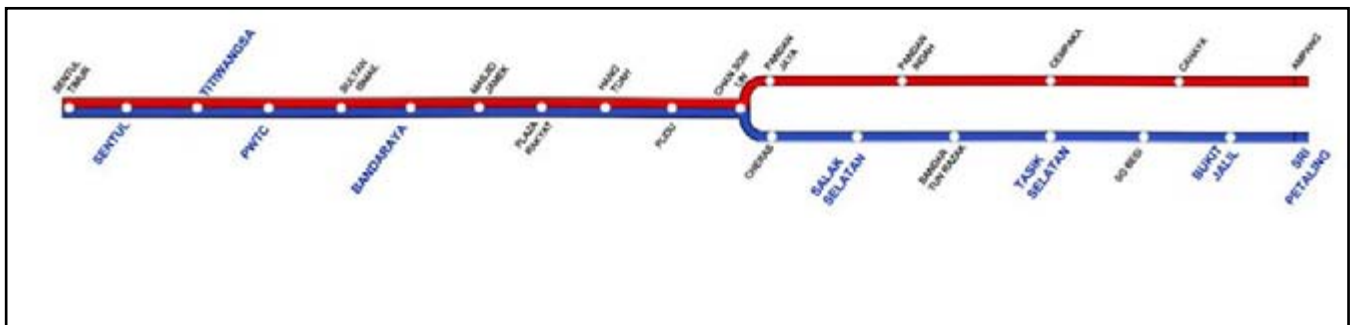 SENTUL
TIMUR
SENTUL
TITIWANGSA
PWTC
SULTAN
ISMAIL
BANDARAYA
MASJID
JAMEK
PLAZA
RAKYAT
HANG
TUAH
PUDU
CHAN SOW
LIN
PANDAN
JAYA
PANDAN
INDAH
CEMPAKA
CAHAYA
AMPANG
CHERAS
SALAK
SELATAN
BANDAR
TUN RAZAK
TASIK
SELATAN
SG BESI
BUKIT
JALIL
SRI
PETALING